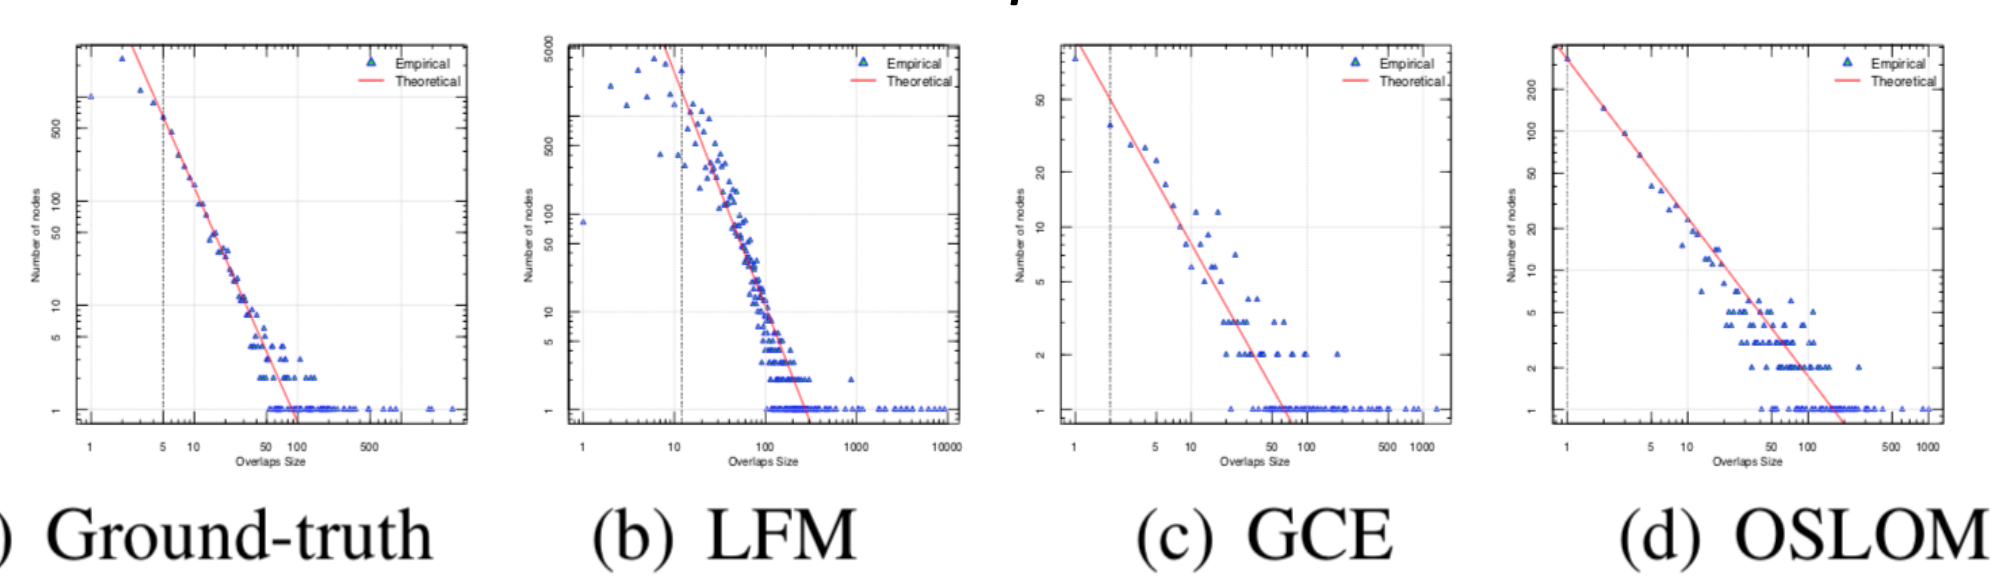 Empirical
Theoretical
Number of nodes
500
100
50
10
5
1
1 5 10 50 100 500
Overlaps Size
) Ground-truth
Empirical
Theoretical
Number of nodes
5000
500
100
50
10
5
1
1 10 100 1000 10000
Overlaps Size
(b) LFM
Empirical
Theoretical
Number of nodes
50
20
10
5
2
1
1 5 10 50 100 500 1000
Overlaps Size
(c) GCE
Empirical
Theoretical
Number of nodes
200
100
50
20
10
5
2
1
1 5 10 50 100 500 1000
Overlaps Size
(d) OSLOM